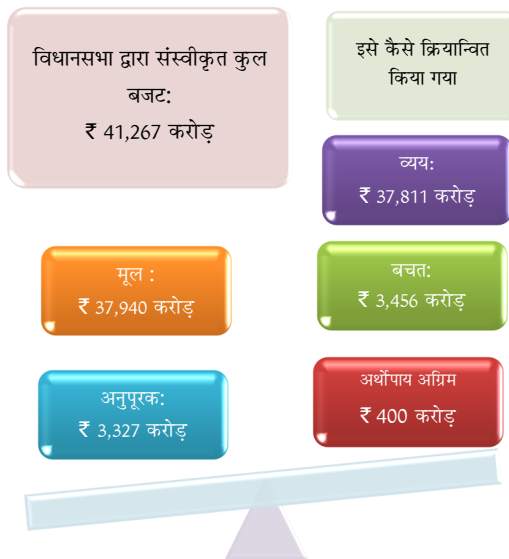 विधानसभा द्वारा संस्वीकृत कुल
बजट:
₹ 41,267 करोड़
इसे कैसे क्रियान्वित
किया गया
व्यय:
₹ 37,811 करोड़
मूल :
₹ 37,940 करोड़
बचत:
₹ 3,456 करोड़
अनुपूरक:
₹ 3,327 करोड़
अर्थोपाय अग्रिम
₹ 400 करोड़